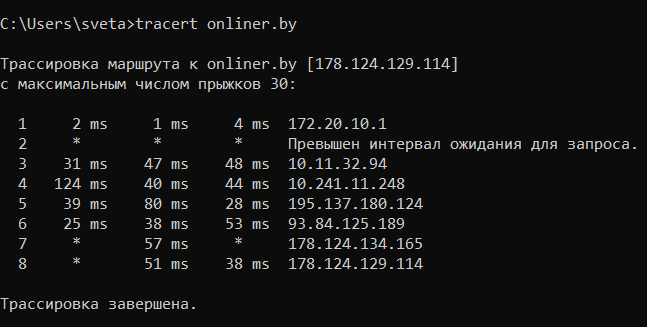 C:\Users\sveta>tracert onliner.by
Трассировка маршрута к onliner.by [178.124.129.114]
с максимальным числом прыжков 30:
1 2 ms 1 ms 4 ms 172.20.10.1
2 * * * Превышен интервал ожидания для запроса.
3 31 ms 47 ms 48 ms 10.11.32.94
4 124 ms 40 ms 44 ms 10.241.11.248
5 39 ms 80 ms 28 ms 195.137.180.124
6 25 ms 38 ms 53 ms 93.84.125.189
7 * 57 ms * 178.124.134.165
8 * 51 ms 38 ms 178.124.129.114
Трассировка завершена.